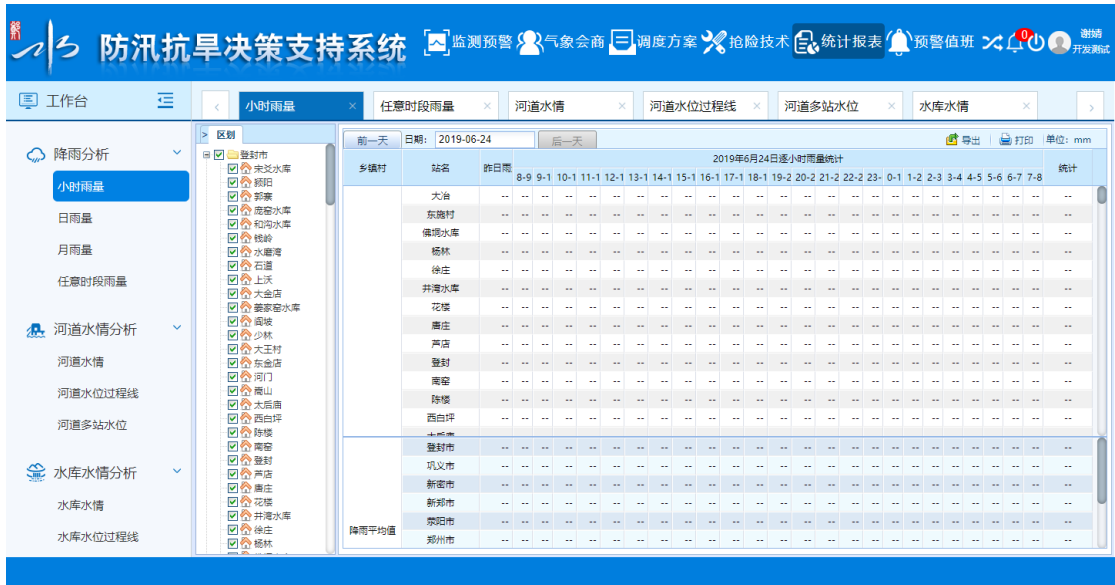 防汛抗旱决策支持系统
监测预警
气象会商
调度方案
抢险技术
统计报表
预警值班
0
谢婧
开发测试
工作台
小时雨量
任意时段雨量
河道水情
河道水位过程线
河道多站水位
水库水情
降雨分析
小时雨量
日雨量
月雨量
任意时段雨量
河道水情分析
河道水情
河道水位过程线
河道多站水位
水库水情分析
水库水情
水库水位过程线
区划
登封市
宋爻水库
颍阳
郭寨
庞窑水库
和沟水库
钱岭
水磨湾
石道
上沃
大金店
姜家窑水库
阎坡
少林
大王村
东金店
河门
嵩山
太后庙
西白坪
陈楼
南窑
登封
芦店
唐庄
花楼
井湾水库
徐庄
杨林
前一天 日期: 2019-06-24 后一天 导出 打印 单位: mm
乡镇村 站名 昨日雨 2019年6月24日逐小时雨量统计 统计
8-9 9-1 10-1 11-1 12-1 13-1 14-1 15-1 16-1 17-1 18-1 19-2 20-2 21-2 22-2 23- 0-1 1-2 2-3 3-4 4-5 5-6 6-7 7-8
大冶 -- -- -- -- -- -- -- -- -- -- -- -- -- -- -- -- -- -- -- -- -- -- -- -- -- --
东施村 -- -- -- -- -- -- -- -- -- -- -- -- -- -- -- -- -- -- -- -- -- -- -- -- -- --
佛垌水库 -- -- -- -- -- -- -- -- -- -- -- -- -- -- -- -- -- -- -- -- -- -- -- -- -- --
杨林 -- -- -- -- -- -- -- -- -- -- -- -- -- -- -- -- -- -- -- -- -- -- -- -- -- --
徐庄 -- -- -- -- -- -- -- -- -- -- -- -- -- -- -- -- -- -- -- -- -- -- -- -- -- --
井湾水库 -- -- -- -- -- -- -- -- -- -- -- -- -- -- -- -- -- -- -- -- -- -- -- -- -- --
花楼 -- -- -- -- -- -- -- -- -- -- -- -- -- -- -- -- -- -- -- -- -- -- -- -- -- --
唐庄 -- -- -- -- -- -- -- -- -- -- -- -- -- -- -- -- -- -- -- -- -- -- -- -- -- --
芦店 -- -- -- -- -- -- -- -- -- -- -- -- -- -- -- -- -- -- -- -- -- -- -- -- -- --
登封 -- -- -- -- -- -- -- -- -- -- -- -- -- -- -- -- -- -- -- -- -- -- -- -- -- --
南窑 -- -- -- -- -- -- -- -- -- -- -- -- -- -- -- -- -- -- -- -- -- -- -- -- -- --
陈楼 -- -- -- -- -- -- -- -- -- -- -- -- -- -- -- -- -- -- -- -- -- -- -- -- -- --
西白坪 -- -- -- -- -- -- -- -- -- -- -- -- -- -- -- -- -- -- -- -- -- -- -- -- -- --
登封市 -- -- -- -- -- -- -- -- -- -- -- -- -- -- -- -- -- -- -- -- -- -- -- -- -- --
巩义市 -- -- -- -- -- -- -- -- -- -- -- -- -- -- -- -- -- -- -- -- -- -- -- -- -- --
新密市 -- -- -- -- -- -- -- -- -- -- -- -- -- -- -- -- -- -- -- -- -- -- -- -- -- --
新郑市 -- -- -- -- -- -- -- -- -- -- -- -- -- -- -- -- -- -- -- -- -- -- -- -- -- --
荥阳市 -- -- -- -- -- -- -- -- -- -- -- -- -- -- -- -- -- -- -- -- -- -- -- -- -- --
降雨平均值
郑州市 -- -- -- -- -- -- -- -- -- -- -- -- -- -- -- -- -- -- -- -- -- -- -- -- -- --